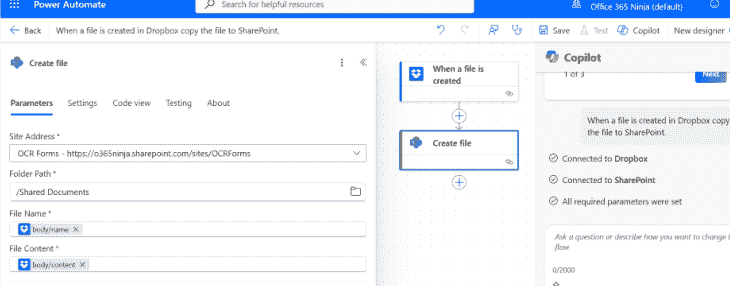 Power Automate
Search for helpful resources
Office 365 Ninja (default)
Back
When a file is created in Dropbox copy the file to SharePoint.
Save
Test
Copilot
New designer
Create file
Parameters
Settings
Code view
Testing
About
Site Address *
OCR Forms - https://o365ninja.sharepoint.com/sites/OCRForms
Folder Path *
/Shared Documents
File Name *
body/name ×
File Content *
body/content ×
When a file is
created
Create file
Copilot
1 of 3
Next
When a file is created in Dropbox copy
the file to SharePoint.
Connected to Dropbox
Connected to SharePoint
All required parameters were set
Ask a question or describe how you want to change t
flow
0/2000